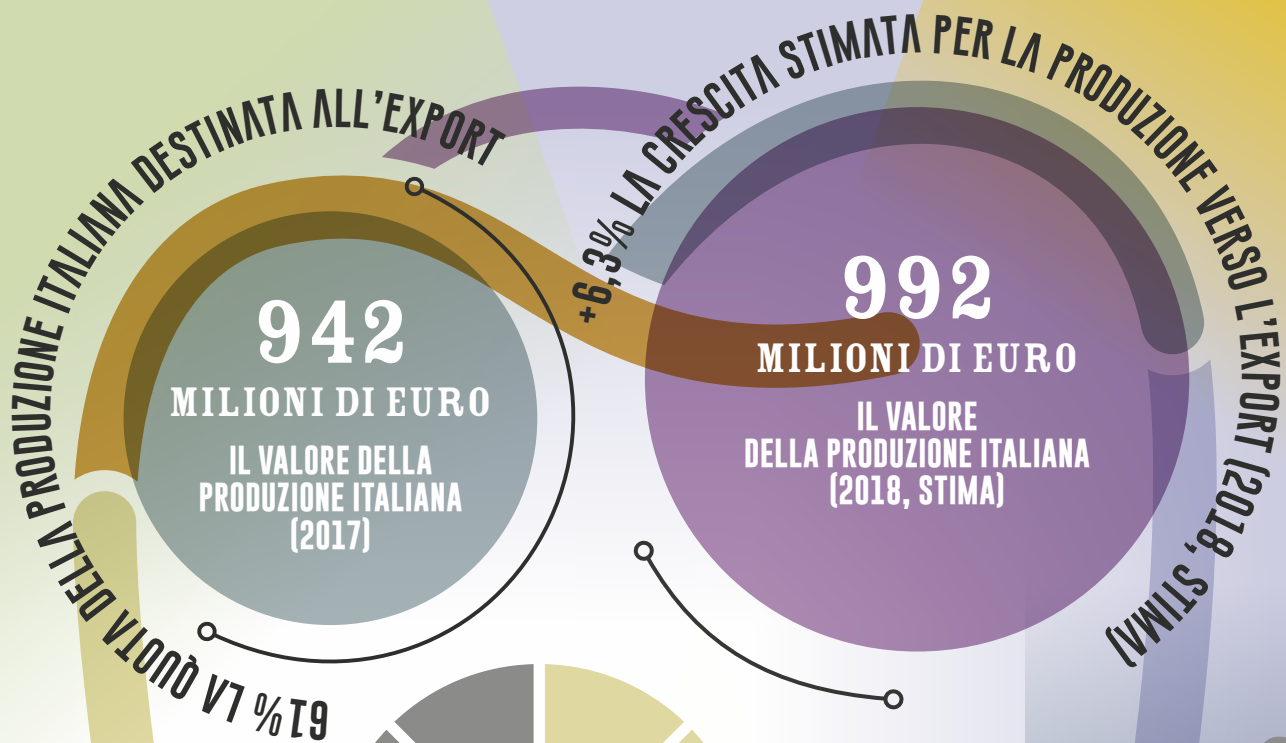 61% LA QUOTA DELLA PRODUZIONE ITALIANA DESTINATA ALL'EXPORT
942
MILIONI DI EURO
IL VALORE DELLA
PRODUZIONE ITALIANA
(2017)
+6,3% LA CRESCITA STIMATA PER LA PRODUZIONE VERSO L'EXPORT (2018, STIMA)
992
MILIONI DI EURO
IL VALORE
DELLA PRODUZIONE ITALIANA
(2018, STIMA)